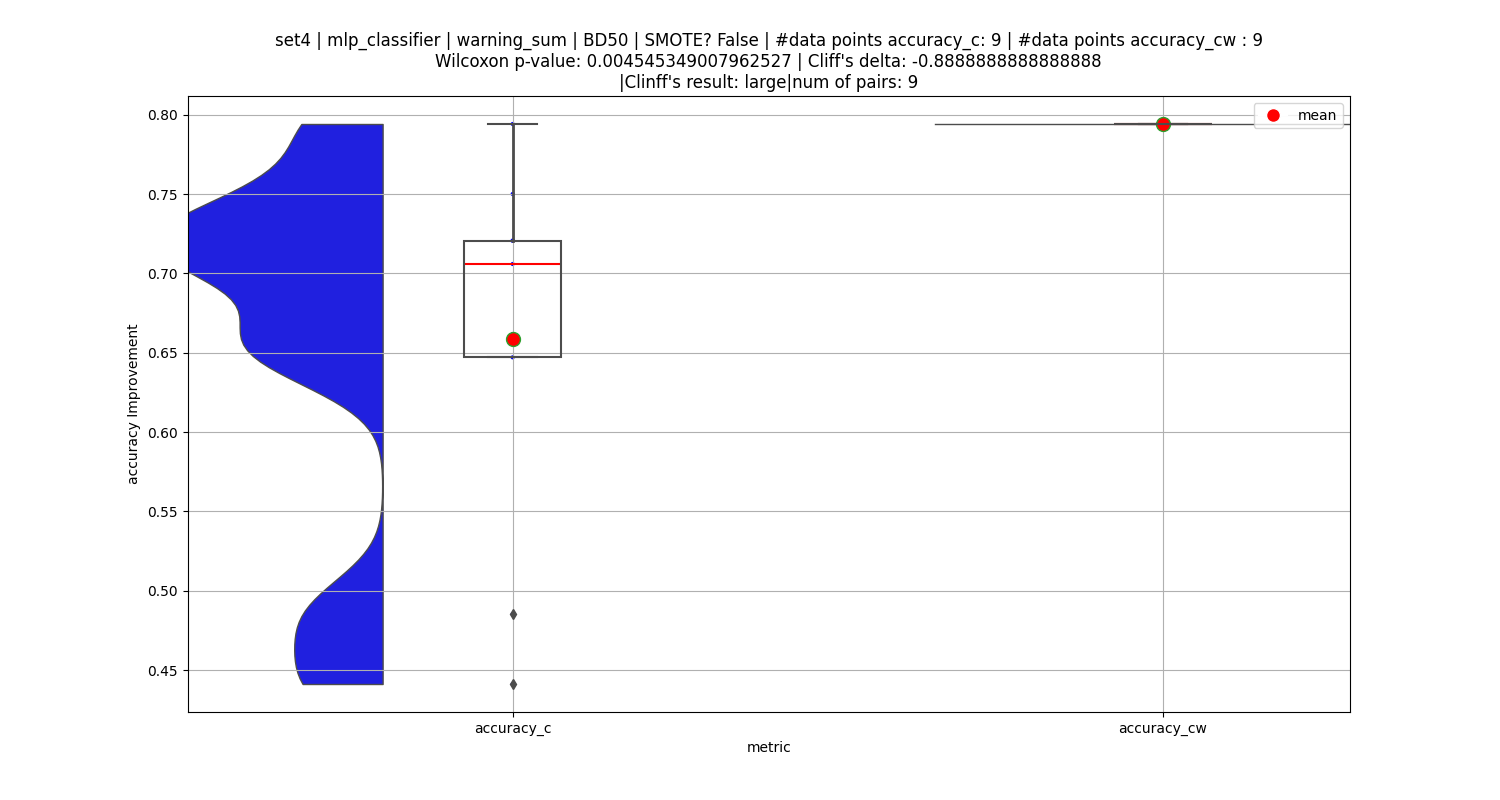 set4 | mlp_classifier | warning_sum | BD50 | SMOTE? False | #data points accuracy_c: 9 | #data points accuracy_cw : 9
Wilcoxon p-value: 0.004545349007962527 | Cliff's delta: -0.8888888888888888
|Clinff's result: large|num of pairs: 9
mean
0.80
0.75
0.70
0.65
0.60
0.55
0.50
0.45
accuracy Improvement
accuracy_c
accuracy_cw
metric